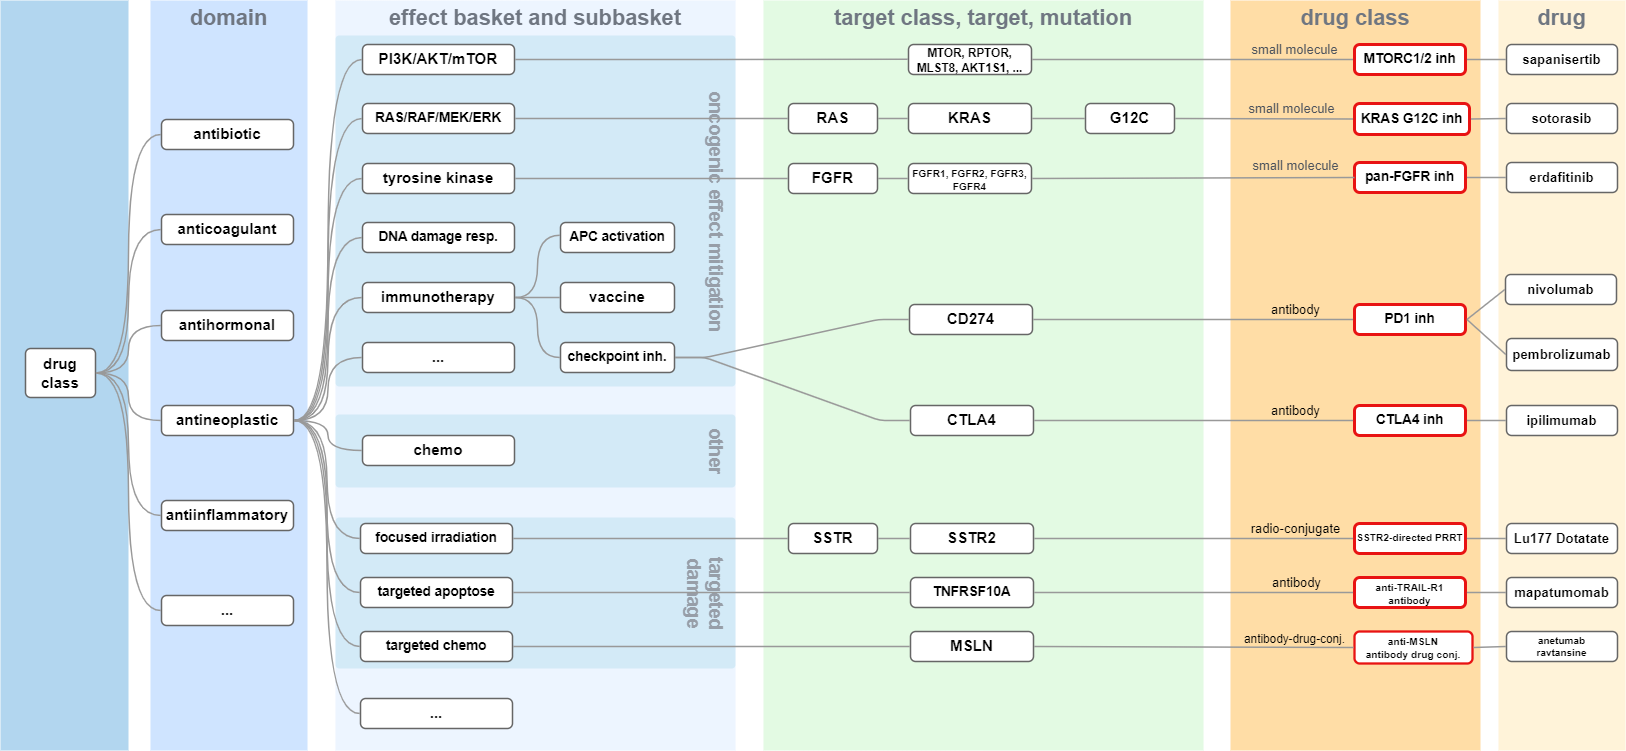 domain
effect basket and subbasket
target class, target, mutation
drug class
drug
drug
class
antibiotic
anticoagulant
antihormonal
antineoplastic
antiinflammatory
...
oncogenic effect mitigation
PI3K/AKT/mTOR
MTOR, RPTOR,
MLST8, AKT1S1, ...
small molecule
MTORC1/2 inh
sapanisertib
RAS/RAF/MEK/ERK
RAS
KRAS
G12C
small molecule
KRAS G12C inh
sotorasib
tyrosine kinase
FGFR
FGFR1, FGFR2, FGFR3,
FGFR4
small molecule
pan-FGFR inh
erdafitinib
DNA damage resp.
APC activation
immunotherapy
vaccine
...
checkpoint inh.
CD274
antibody
PD1 inh
nivolumab
pembrolizumab
CTLA4
antibody
CTLA4 inh
ipilimumab
other
chemo
targeted
damage
focused irradiation
SSTR
SSTR2
radio-conjugate
SSTR2-directed PRRT
Lu177 Dotatate
targeted apoptose
TNFRSF10A
antibody
anti-TRAIL-R1
antibody
mapatumomab
targeted chemo
MSLN
antibody-drug-conj.
anti-MSLN
antibody drug conj.
anetumab
ravtansine
...